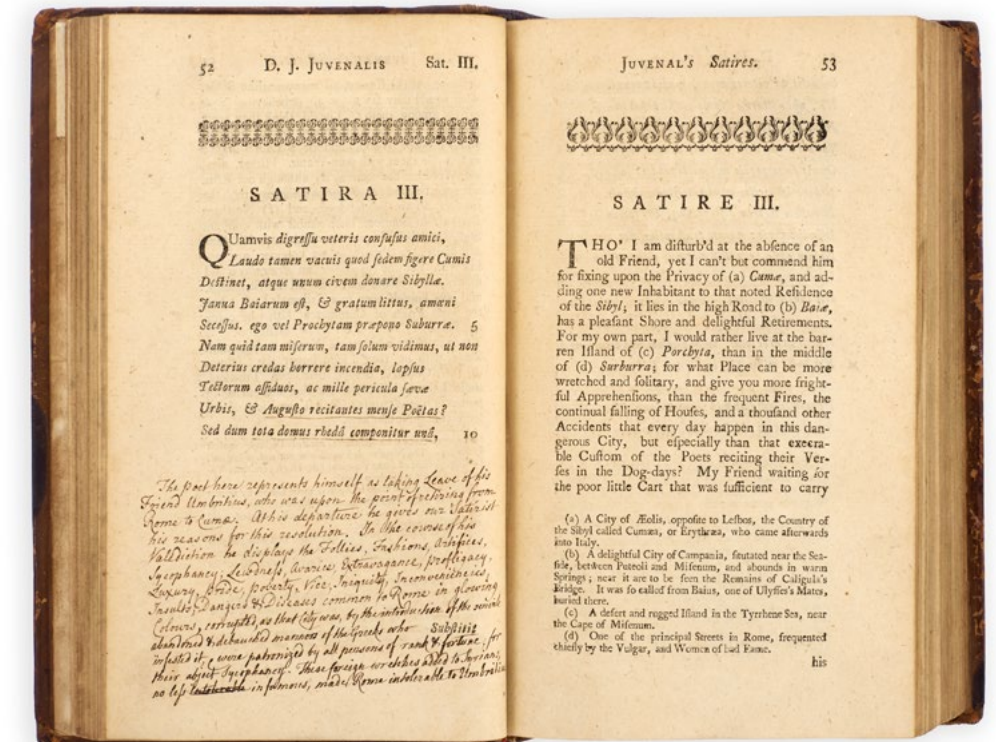 52 D. J. JUVENALIS Sat. III.
SATIRA III.
QUamvis digreſſu veteris confuſus amici,
Laudo tamen vacuis quod ſedem figere Cumis
Deſtinet, atque unum civem donare Sibyllæ.
Janua Baiarum eſt, & gratum littus, amœni
Seceſſus. ego vel Prochytam præpono Suburræ. 5
Nam quid tam miſerum, tam ſolum vidimus, ut non
Deterius credas horrere incendia, lapſus
Tectorum aſſiduos, ac mille pericula ſævæ
Urbis, & Auguſto recitantes menſe Poëtas?
Sed dum tota domus rhedâ componitur unâ, 10
The Poet here represents himself as taking Leave of his
Friend Umbritius, who was upon the point of retiring from
Rome to Cumæ. At his departure he gives our Satirist
his reasons for this resolution. In the course of his
Valediction he displays the Follies, Fashions, Artifices,
Sycophancy, Lewdness, Avarice, Extravagance, profligacy,
Luxury, Pride, poverty, Vice, Iniquity, Inconveniencies,
Insults, Dangers & Diseases common to Rome in glowing
Colours, corrupted, as that City was, by the introduction of the
abandoned & debauched manners of the Greeks who
Subſtitit
infested it, & were patronized by all persons of rank & fortune, for
their abject Sycophancy. These foreign wretches added to Syrians,
no less intolerable infamous, made Rome intolerable to Umbritius
JUVENAL's Satires. 53
SATIRE III.
THO' I am diſturb'd at the abſence of an
old Friend, yet I can't but commend him
for fixing upon the Privacy of (a) Cumæ, and ad-
ding one new Inhabitant to that noted Reſidence
of the Sibyl; it lies in the high Road to (b) Baiæ,
has a pleaſant Shore and delightful Retirements.
For my own part, I would rather live at the bar-
ren Iſland of (c) Porchyta, than in the middle
of (d) Surburra; for what Place can be more
wretched and ſolitary, and give you more fright-
ful Apprehenſions, than the frequent Fires, the
continual falling of Houſes, and a thouſand other
Accidents that every day happen in this dan-
gerous City, but eſpecially than that execra-
ble Cuſtom of the Poets reciting their Ver-
ſes in the Dog-days? My Friend waiting for
the poor little Cart that was ſufficient to carry
(a) A City of Æolis, oppoſite to Leſbos, the Country of
the Sibyl called Cumæa, or Erythræa, who came afterwards
into Italy.
(b) A delightful City of Campania, ſituated near the Sea-
ſide, between Puteoli and Miſenum, and abounds in warm
Springs; near it are to be ſeen the Remains of Caligula's
Bridge. It was ſo called from Baius, one of Ulyſſes's Mates,
buried there.
(c) A deſert and rugged Iſland in the Tyrrhene Sea, near
the Cape of Miſenum.
(d) One of the principal Streets in Rome, frequented
chiefly by the Vulgar, and Women of bad Fame.
his